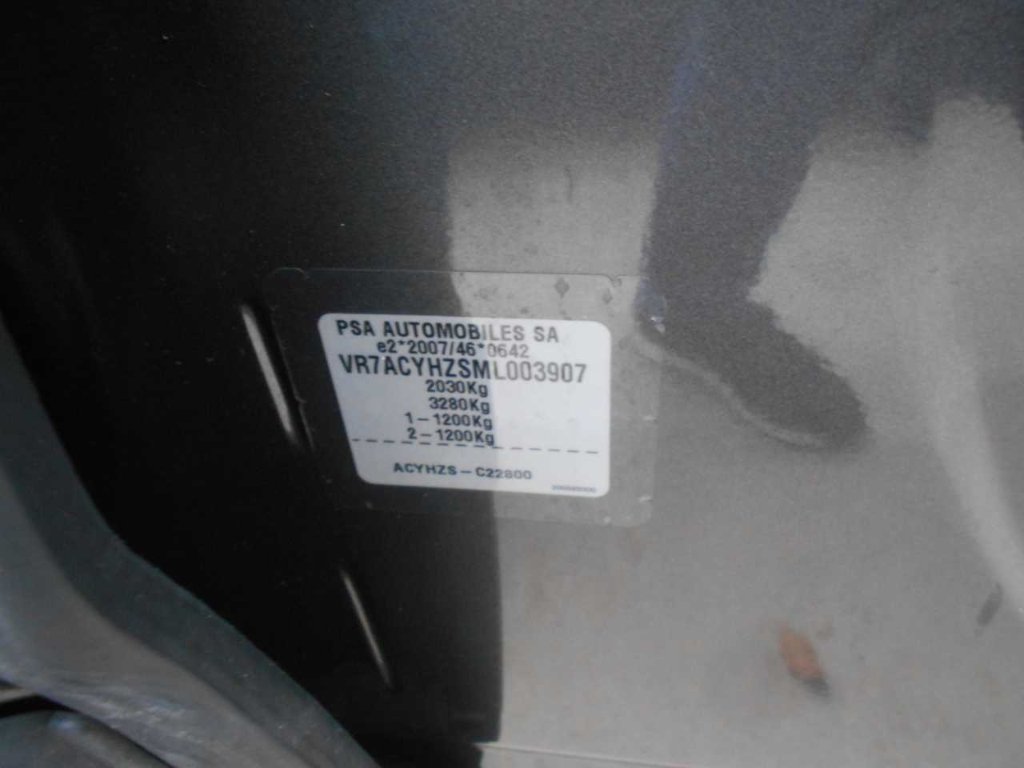 PSA AUTOMOBILES SA
e2*2007/46*0642
VR7ACYHZSML003907
2030Kg
3280Kg
1-1200Kg
2-1200Kg
ACYHZS-C22800